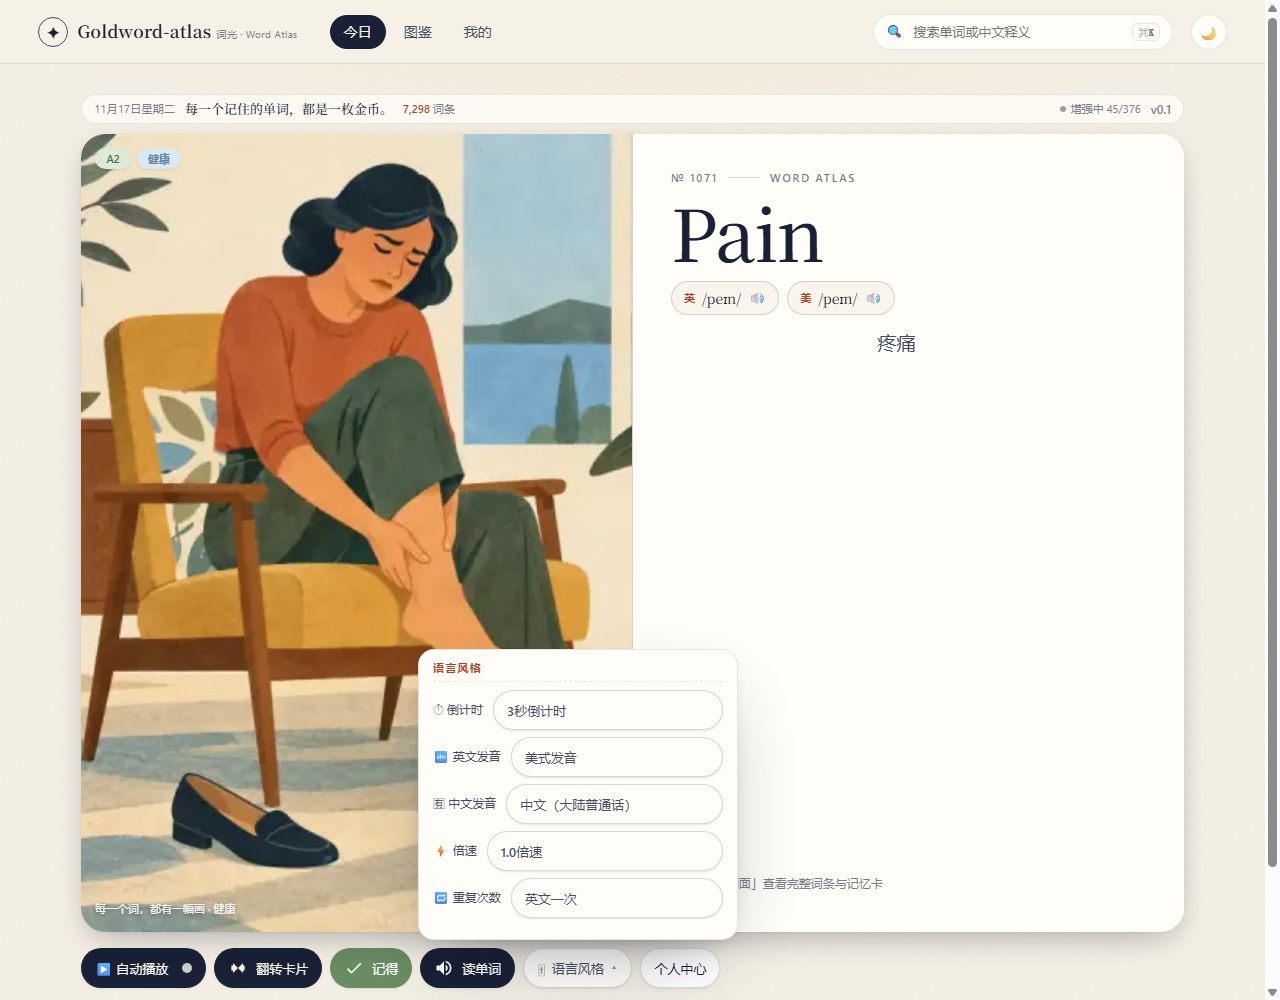 Goldword-atlas 词光 · Word Atlas
今日
图鉴
我的
搜索单词或中文释义
⌘K
11月17日星期二 每一个记住的单词，都是一枚金币。 7,298 词条
增强中 45/376 v0.1
A2 健康
№ 1071 WORD ATLAS
Pain
英 /peɪn/ 美 /peɪn/
疼痛
语言风格
倒计时 3秒倒计时
英文发音 美式发音
中文发音 中文（大陆普通话）
倍速 1.0倍速
重复次数 英文一次
面」查看完整词条与记忆卡
每一个词，都有一幅画 · 健康
自动播放
翻转卡片
记得
读单词
语言风格
个人中心